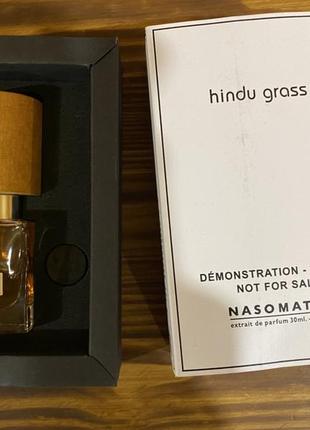 hindu grass
DÉMONSTRATION -
NOT FOR SAL
NASOMAT
extrait de parfum 30ml.